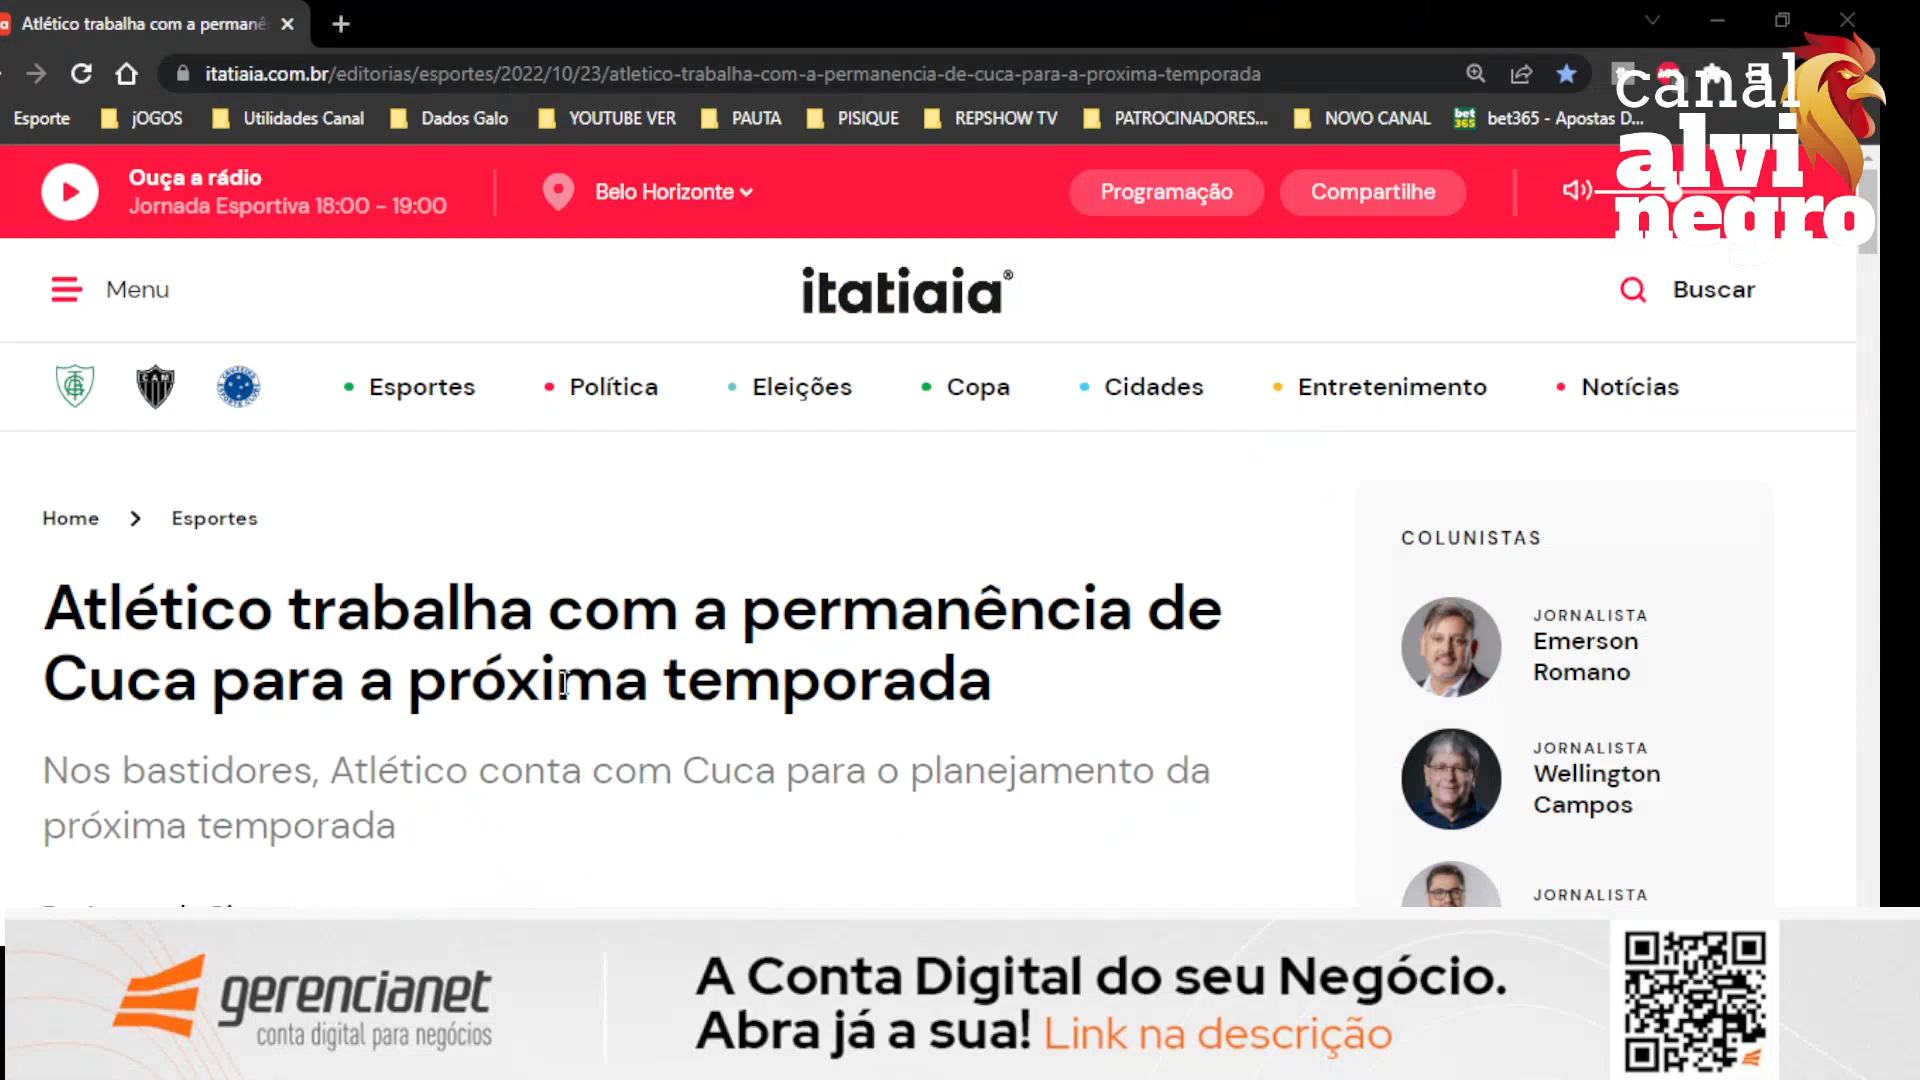 Atlético trabalha com a permanê
itatiaia.com.br/editorias/esportes/2022/10/23/atletico-trabalha-com-a-permanencia-de-cuca-para-a-proxima-temporada
Esporte jOGOS Utilidades Canal Dados Galo YOUTUBE VER PAUTA PISIQUE REPSHOW TV PATROCINADORES... NOVO CANAL bet365 bet365 - Apostas D...
canal
alvi
negro
Ouça a rádio
Jornada Esportiva 18:00 - 19:00
Belo Horizonte
Programação
Compartilhe
Menu
itatiaia®
Buscar
Esportes Política Eleições Copa Cidades Entretenimento Notícias
Home Esportes
Atlético trabalha com a permanência de
Cuca para a próxima temporada
Nos bastidores, Atlético conta com Cuca para o planejamento da
próxima temporada
COLUNISTAS
JORNALISTA
Emerson
Romano
JORNALISTA
Wellington
Campos
JORNALISTA
gerencianet
conta digital para negócios
A Conta Digital do seu Negócio.
Abra já a sua! Link na descrição